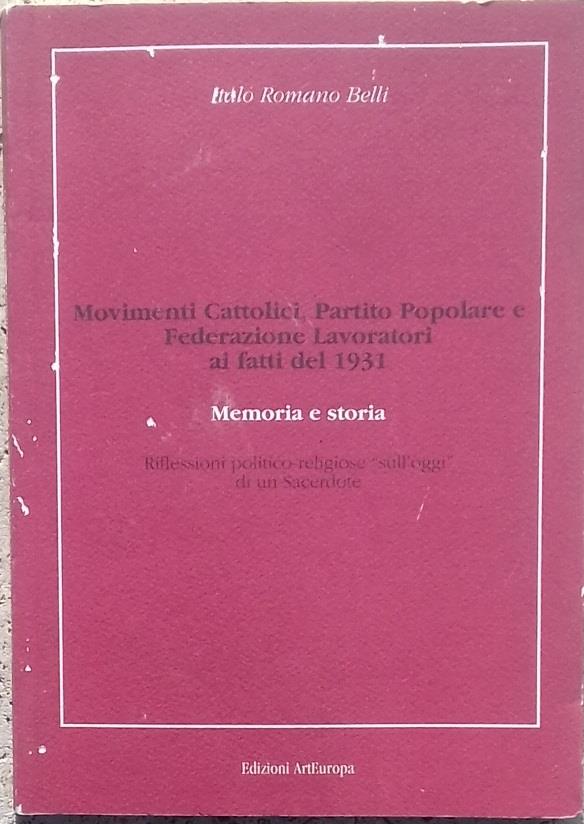 Italo Romano Belli
Movimenti Cattolici, Partito Popolare e
Federazione Lavoratori
ai fatti del 1931
Memoria e storia
Riflessioni politico-religiose "sull'oggi"
di un Sacerdote
Edizioni ArtEuropa